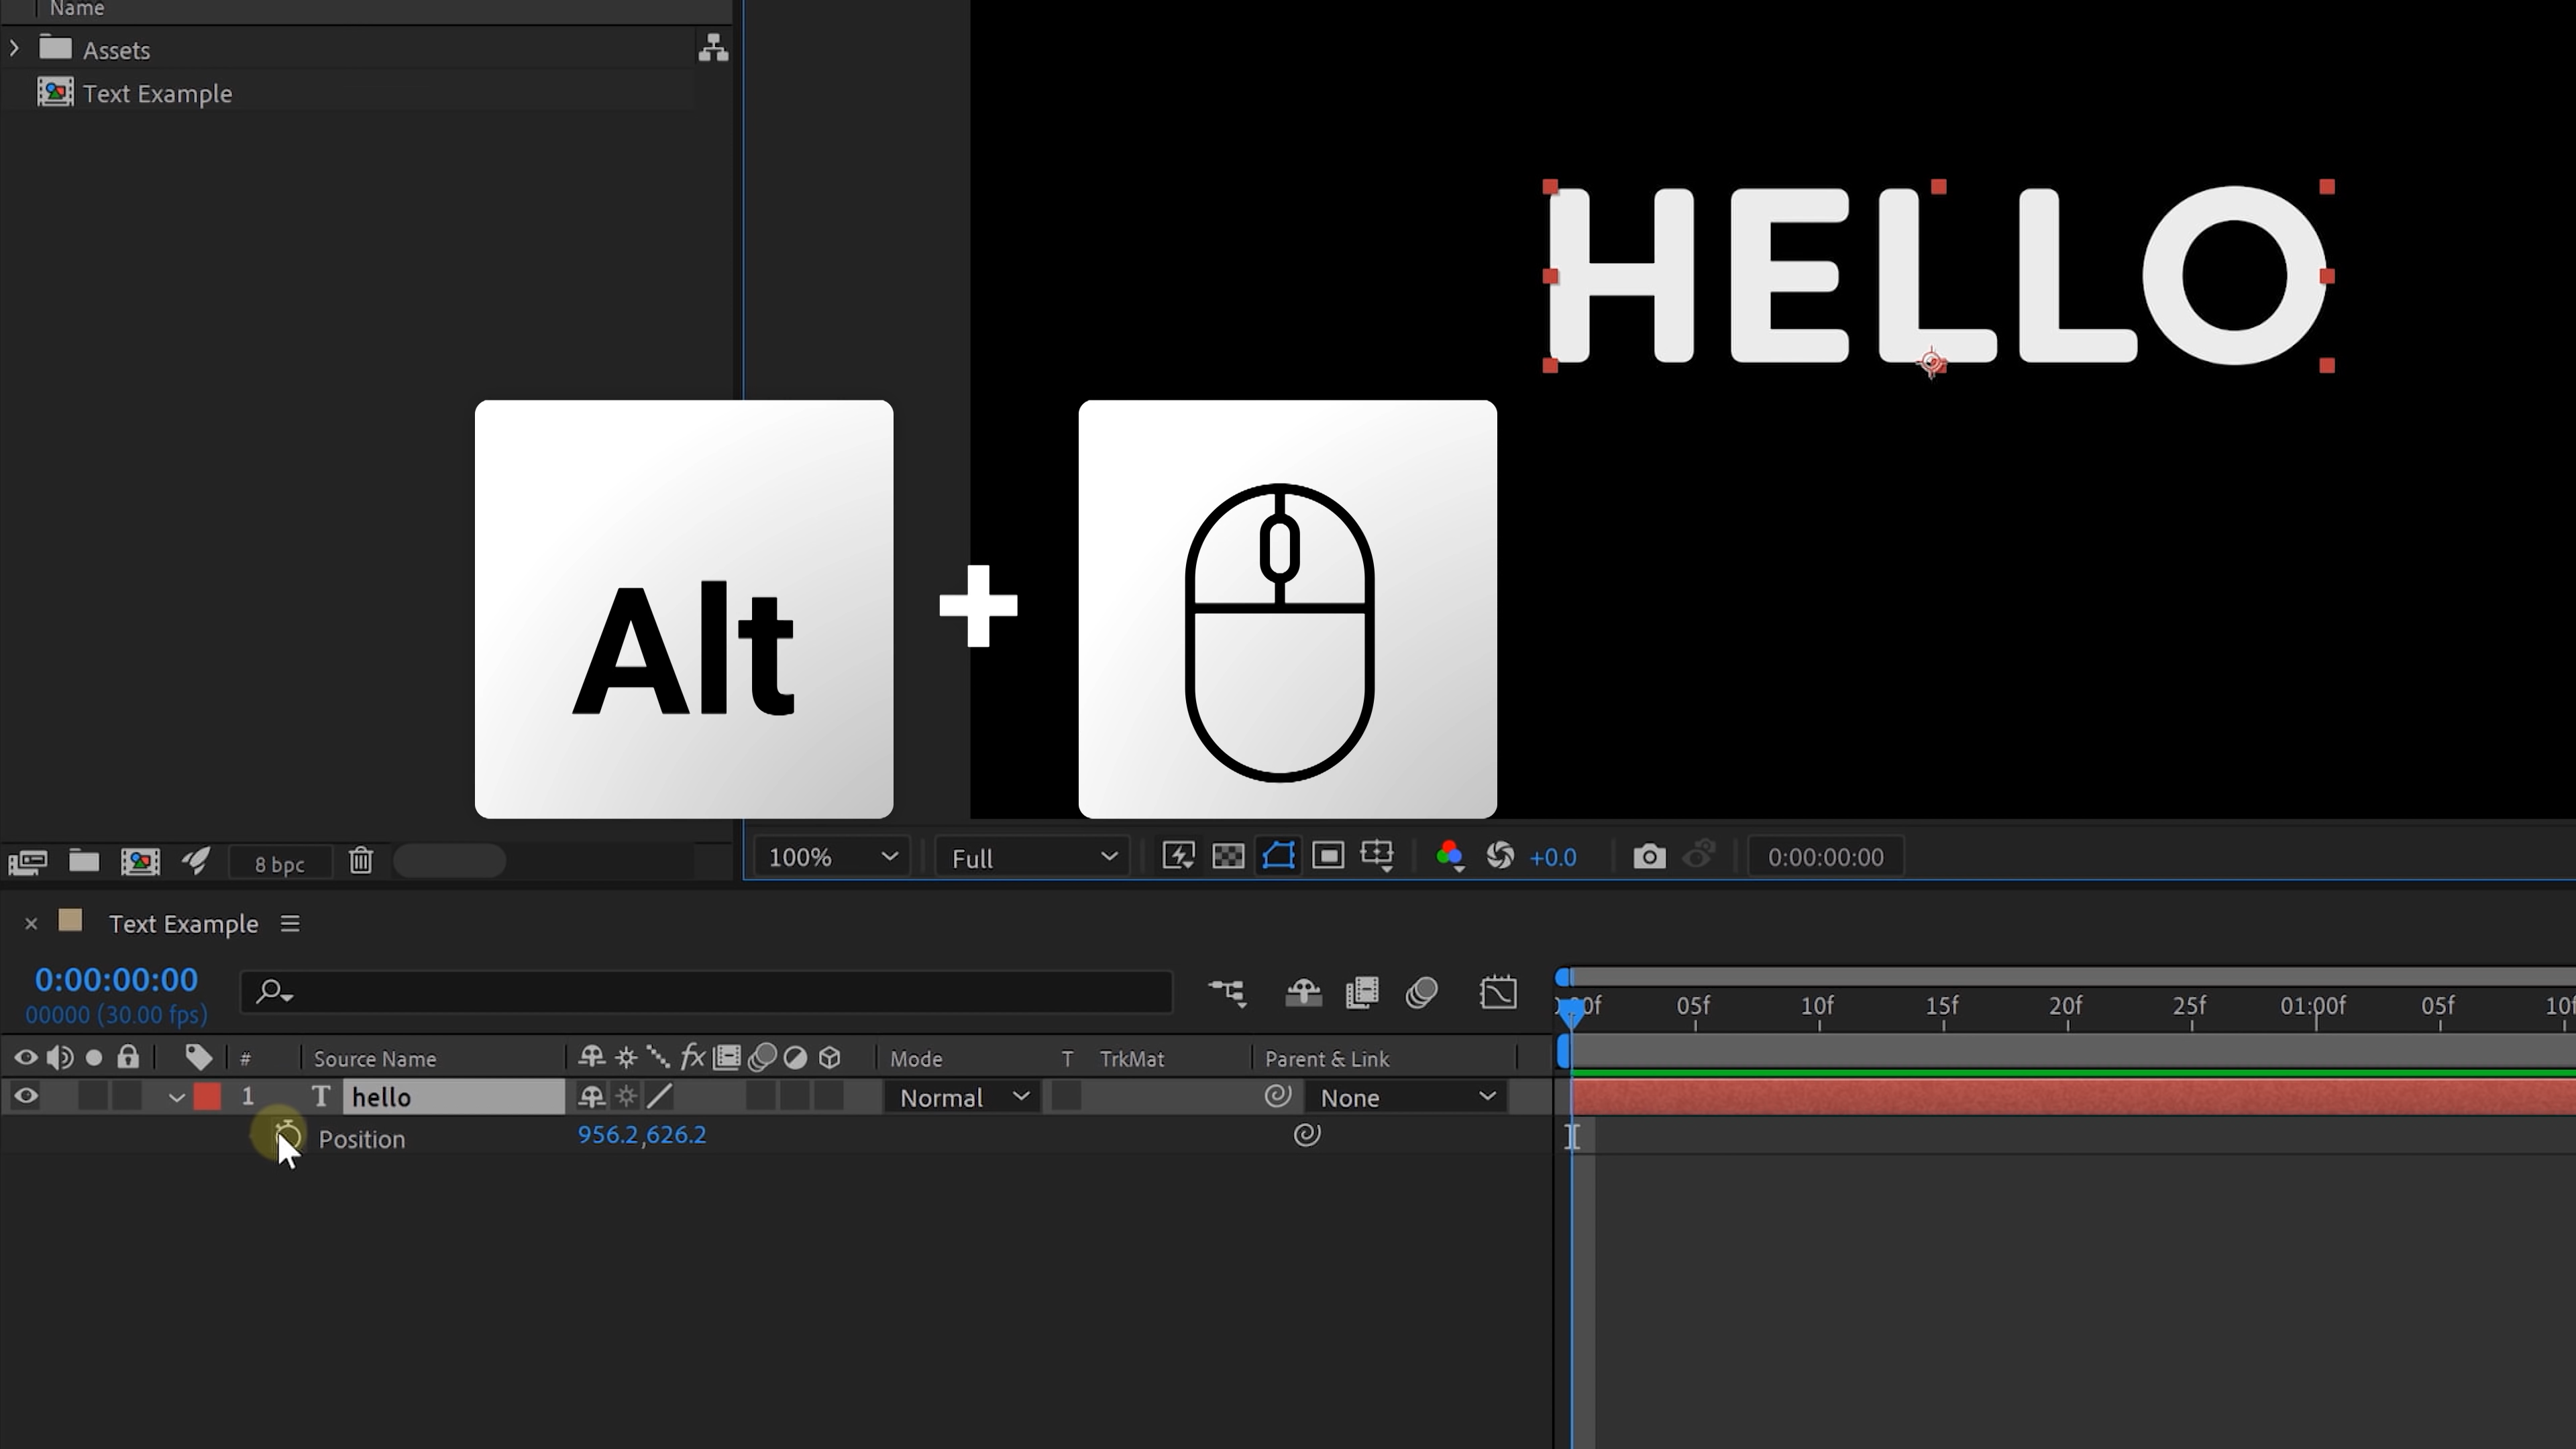 Name
Assets
Text Example
HELLO
Alt
+
8 bpc
100%
Full
+0.0
0:00:00:00
Text Example
0:00:00:00
00000 (30.00 fps)
05f 10f 15f 20f 25f 01:00f 05f
# Source Name fx Mode T TrkMat Parent & Link
1 T hello Normal None
Position 956.2,626.2